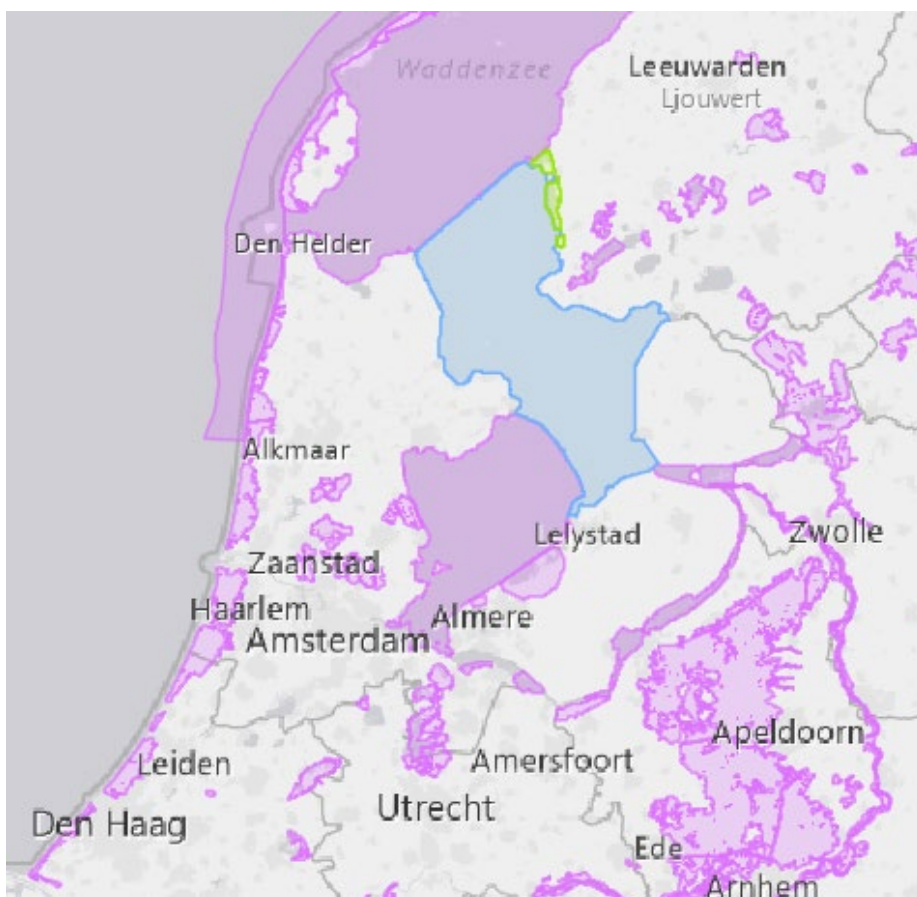 Waddenzee
Leeuwarden
Ljouwert
Den Helder
Alkmaar
Lelystad
Zwolle
Zaanstad
Haarlem
Almere
Amsterdam
Apeldoorn
Leiden
Amersfoort
Utrecht
Den Haag
Ede
Arnhem